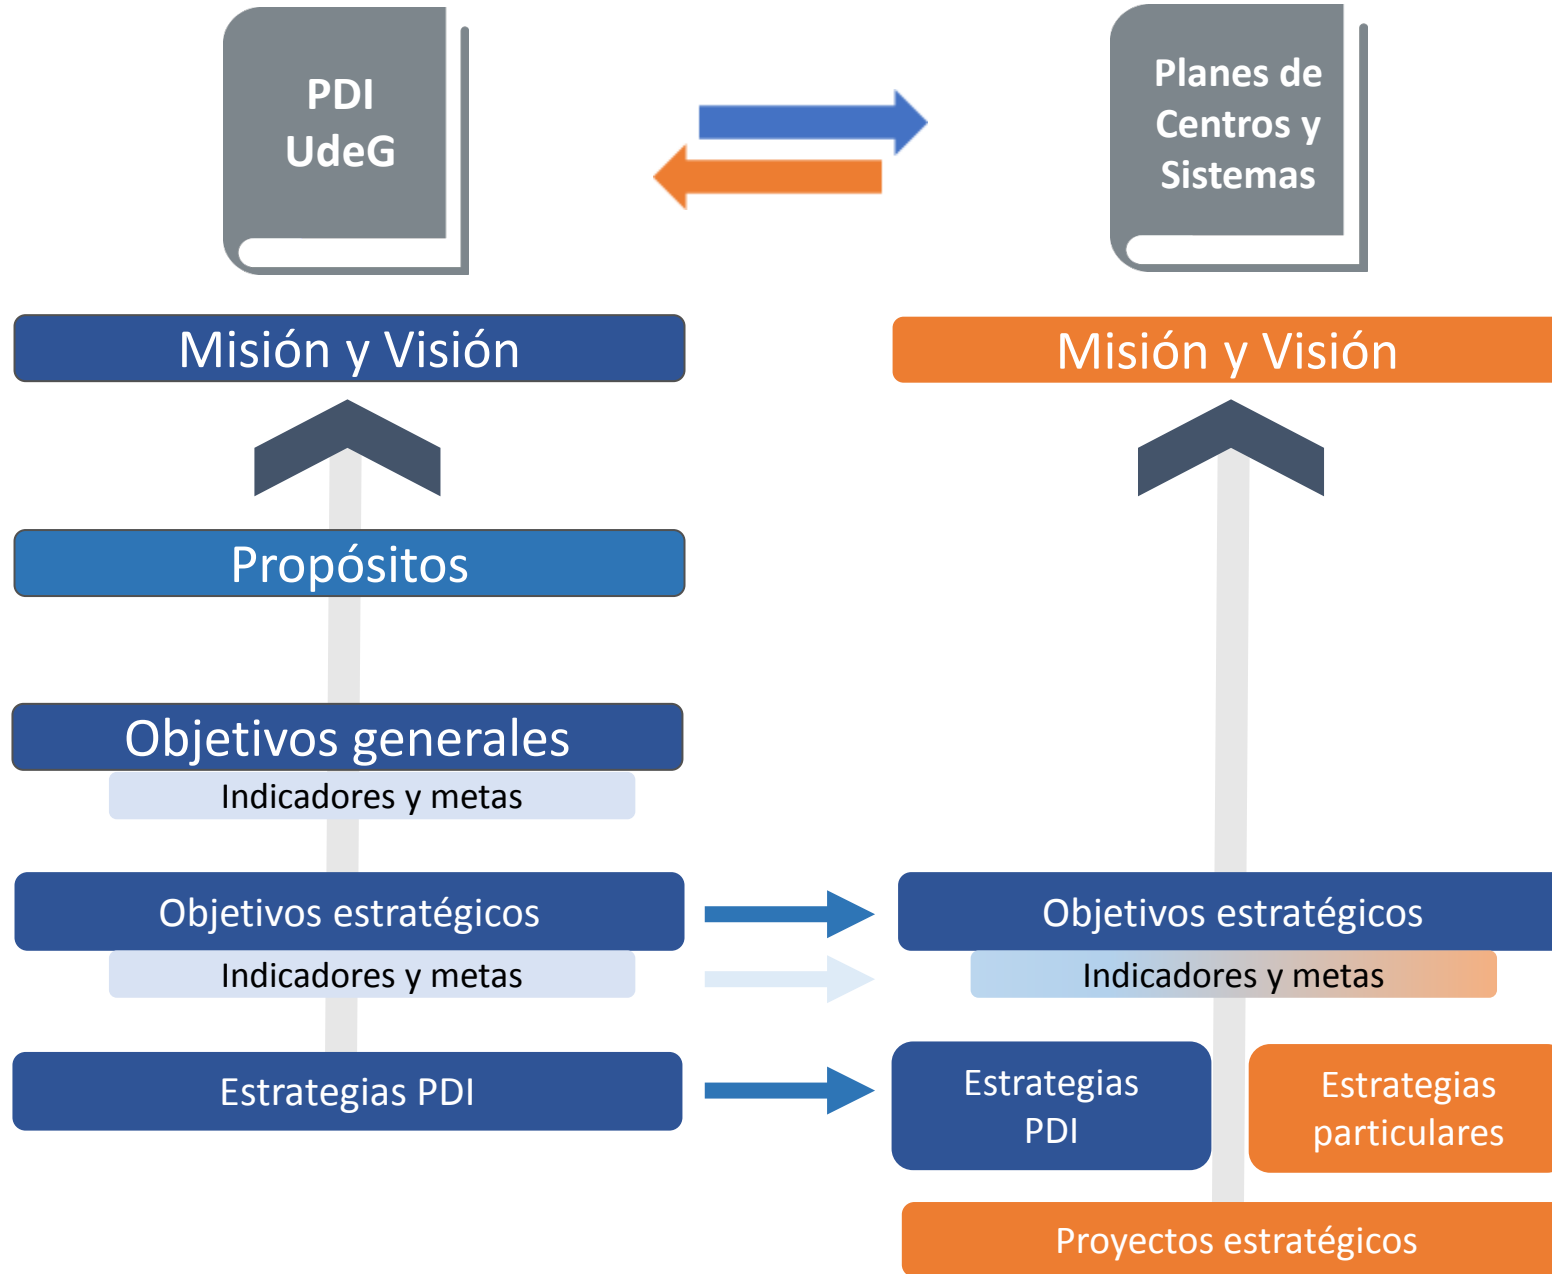 PDI
UdeG
Planes de
Centros y
Sistemas
Misión y Visión
Misión y Visión
Propósitos
Objetivos generales
Indicadores y metas
Objetivos estratégicos
Objetivos estratégicos
Indicadores y metas
Indicadores y metas
Estrategias PDI
Estrategias
PDI
Estrategias
particulares
Proyectos estratégicos